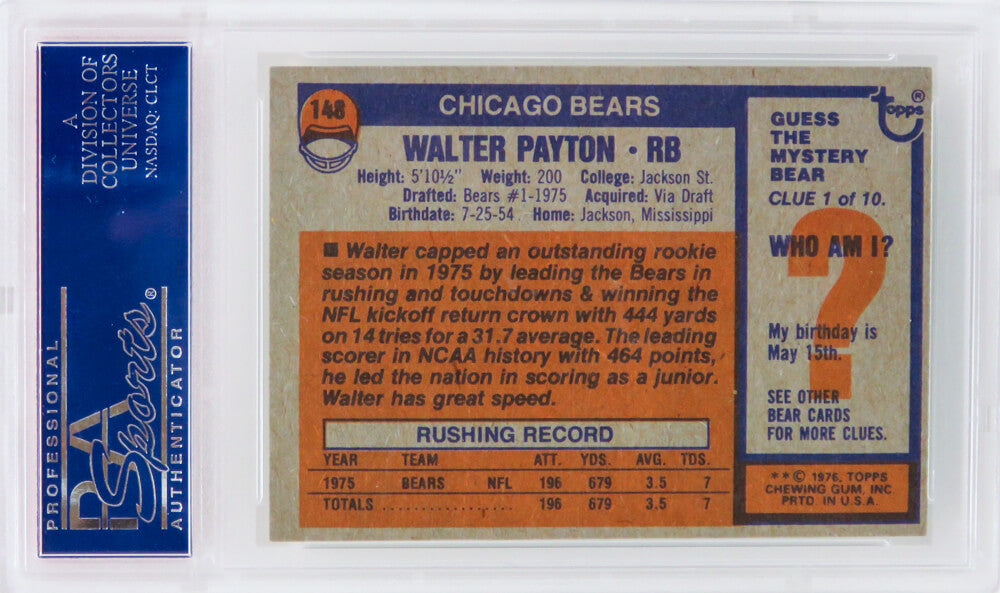 A
DIVISION OF
COLLECTORS
UNIVERSE
NASDAQ: CLCT
PROFESSIONAL
PSA
Sports®
AUTHENTICATOR
148
CHICAGO BEARS
WALTER PAYTON • RB
Height: 5'10½" Weight: 200 College: Jackson St.
Drafted: Bears #1-1975 Acquired: Via Draft
Birthdate: 7-25-54 Home: Jackson, Mississippi
■ Walter capped an outstanding rookie
season in 1975 by leading the Bears in
rushing and touchdowns & winning the
NFL kickoff return crown with 444 yards
on 14 tries for a 31.7 average. The leading
scorer in NCAA history with 464 points,
he led the nation in scoring as a junior.
Walter has great speed.
RUSHING RECORD
YEAR TEAM ATT. YDS. AVG. TDS.
1975 BEARS NFL 196 679 3.5 7
TOTALS ................. 196 679 3.5 7
Topps®
GUESS
THE
MYSTERY
BEAR
CLUE 1 of 10.
?
WHO AM I?
My birthday is
May 15th.
SEE OTHER
BEAR CARDS
FOR MORE CLUES.
**© 1976, TOPPS
CHEWING GUM, INC
PRTD. IN U.S.A.